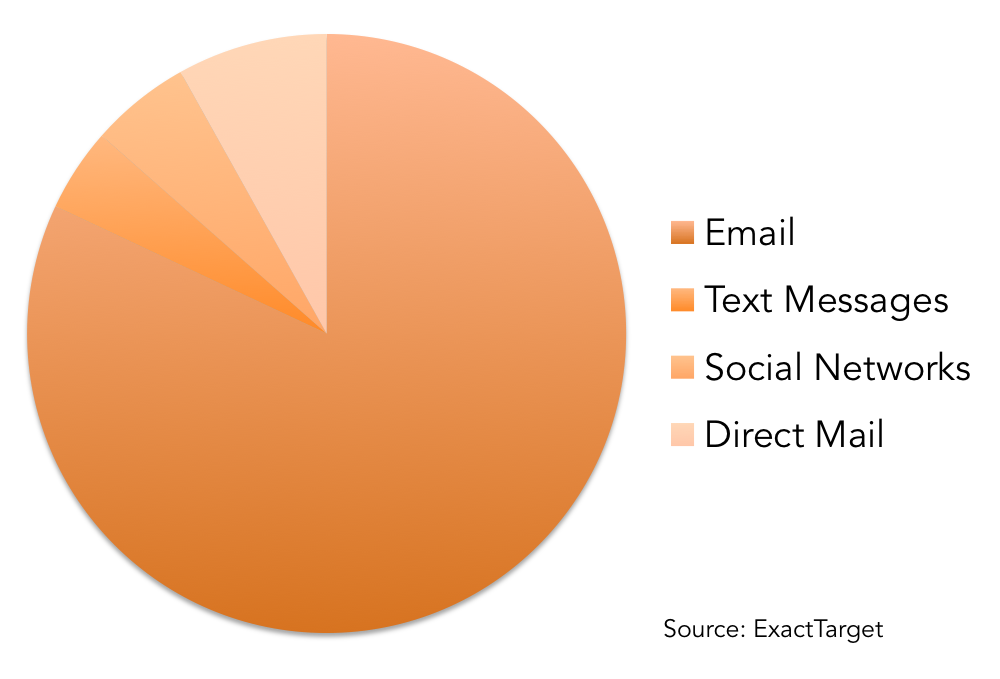 Email
Text Messages
Social Networks
Direct Mail
Source: ExactTarget